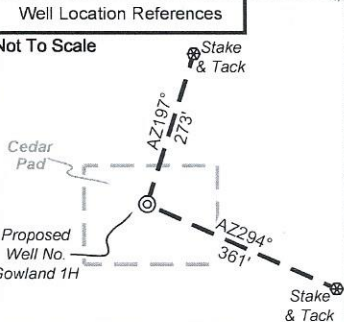 Well Location References
Not To Scale
Stake
& Tack
AZ197°
273'
Cedar
Pad
Proposed
Well No.
Gowland 1H
AZ294°
361'
Stake
& Tack